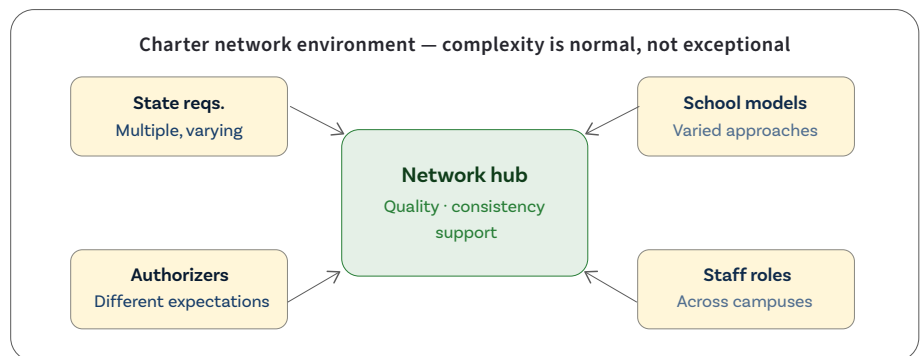 Charter network environment — complexity is normal, not exceptional
State reqs.
Multiple, varying
School models
Varied approaches
Network hub
Quality · consistency
support
Authorizers
Different expectations
Staff roles
Across campuses